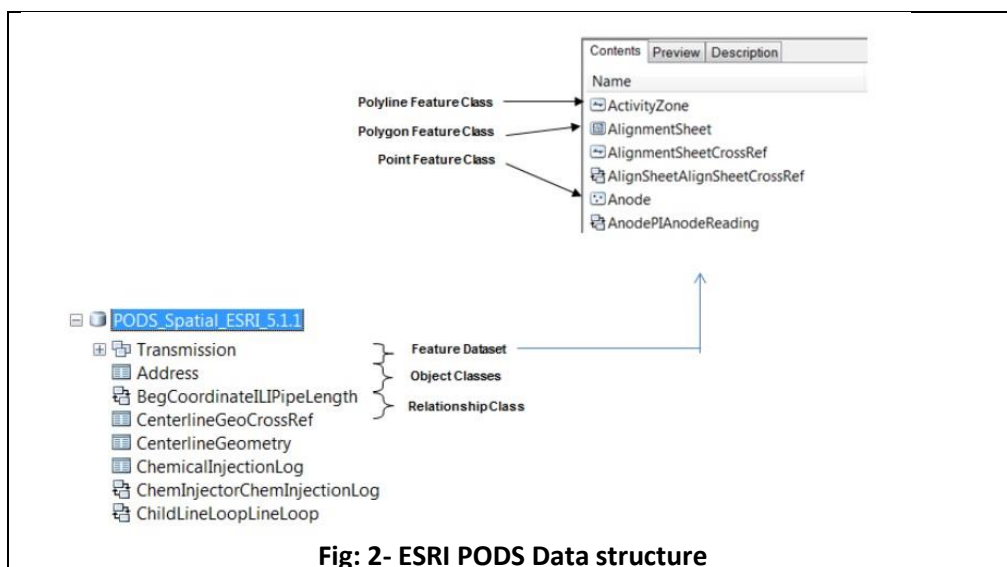 Contents Preview Description
Name
Polyline Feature Class
ActivityZone
Polygon Feature Class
AlignmentSheet
AlignmentSheetCrossRef
Point Feature Class
AlignSheetAlignSheetCrossRef
Anode
AnodePIAnodeReading
PODS_Spatial_ESRI_5.1.1
Transmission
Feature Dataset
Address
Object Classes
BegCoordinateILIPipeLength
Relationship Class
CenterlineGeoCrossRef
CenterlineGeometry
ChemicalInjectionLog
ChemInjectorChemInjectionLog
ChildLineLoopLineLoop
Fig: 2- ESRI PODS Data structure